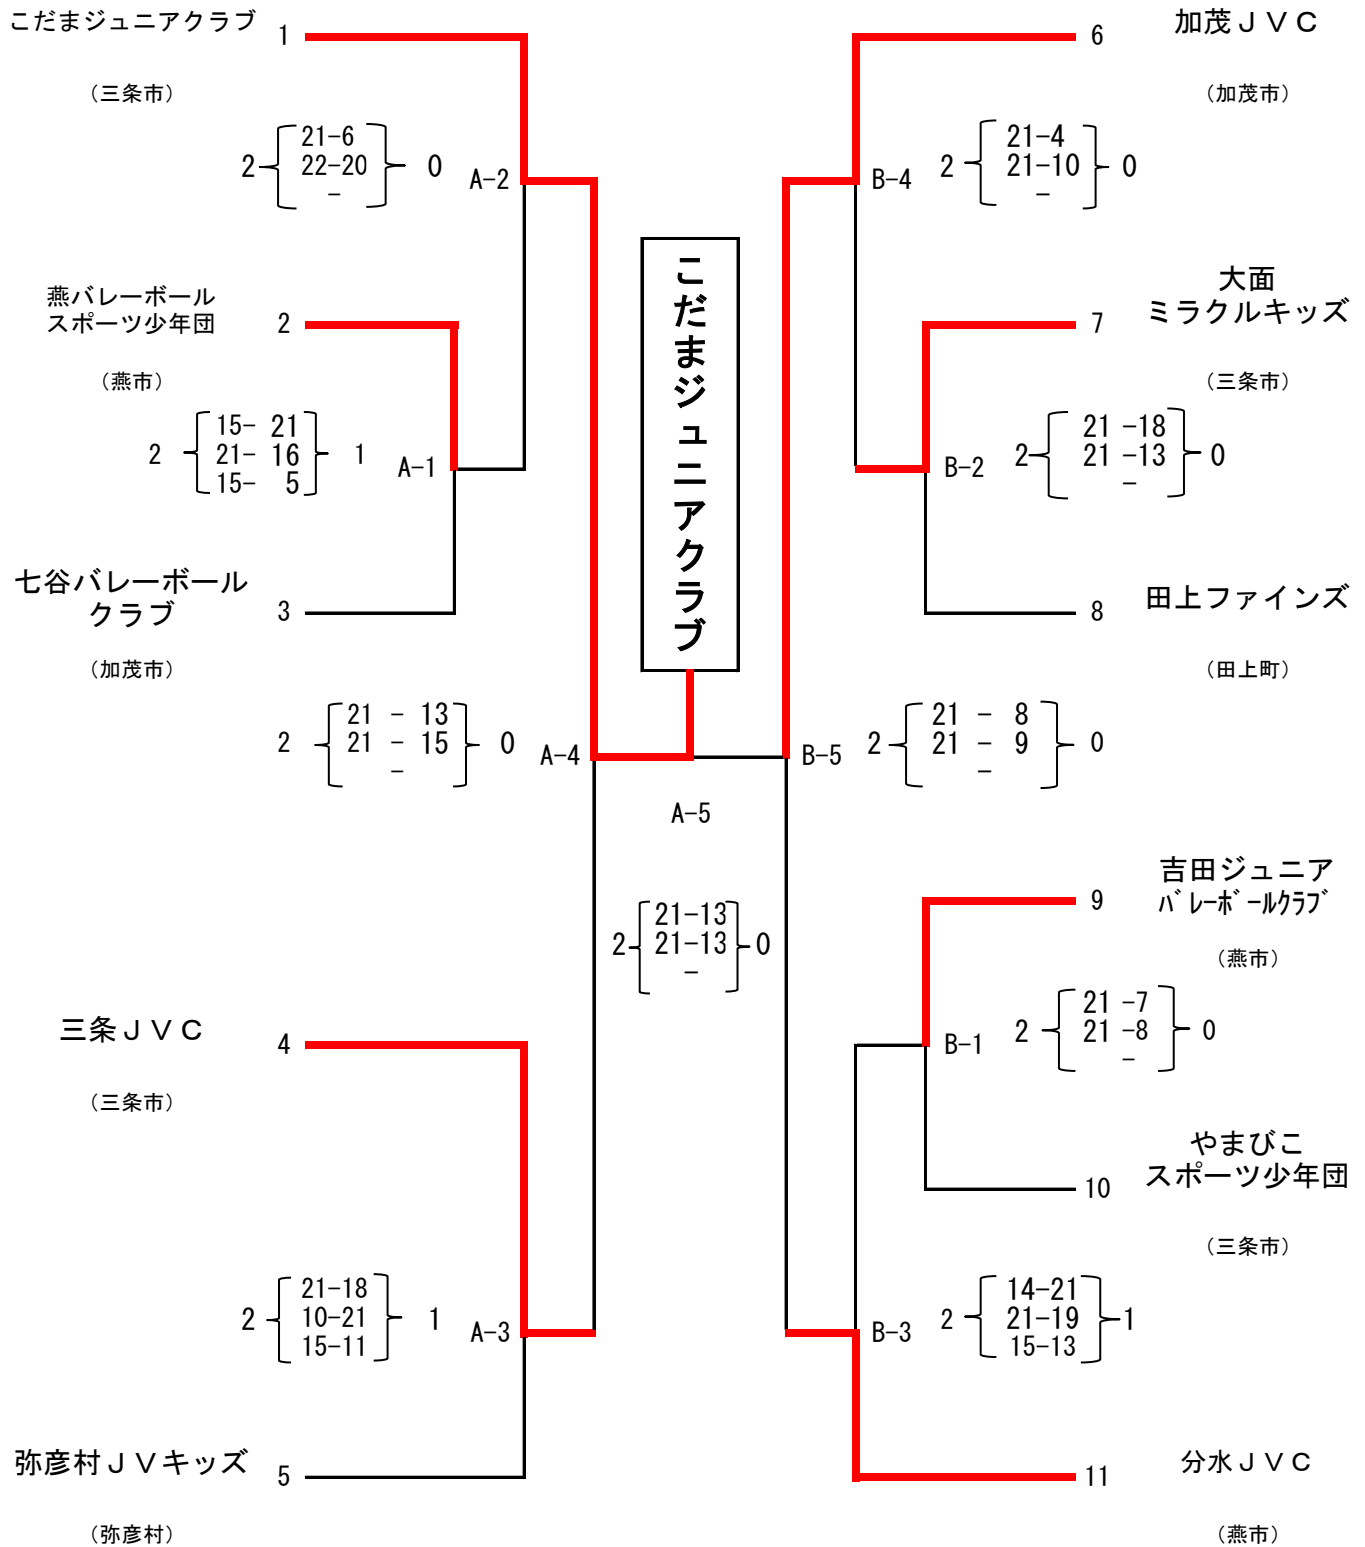 こだまジュニアクラブ 1
（三条市）
2 21-6 0
22-20
-
A-2
燕バレーボール
スポーツ少年団 2
（燕市）
2 15- 21 1
21- 16
15- 5
A-1
七谷バレーボール
クラブ 3
（加茂市）
2 21 - 13 0
21 - 15
-
A-4
三条ＪＶＣ 4
（三条市）
2 21-18 1
10-21
15-11
A-3
弥彦村ＪＶキッズ 5
（弥彦村）
こだまジュニアクラブ
A-5
2 21-13 0
21-13
-
6 加茂ＪＶＣ
（加茂市）
B-4
2 21-4 0
21-10
-
大面
7 ミラクルキッズ
（三条市）
B-2
2 21 -18 0
21 -13
-
8 田上ファインズ
（田上町）
B-5
2 21 - 8 0
21 - 9
-
吉田ジュニア
9 ﾊﾞﾚｰﾎﾞｰﾙｸﾗﾌﾞ
（燕市）
B-1
2 21 -7 0
21 -8
-
やまびこ
10 スポーツ少年団
（三条市）
B-3
2 14-21 1
21-19
15-13
11 分水ＪＶＣ
（燕市）